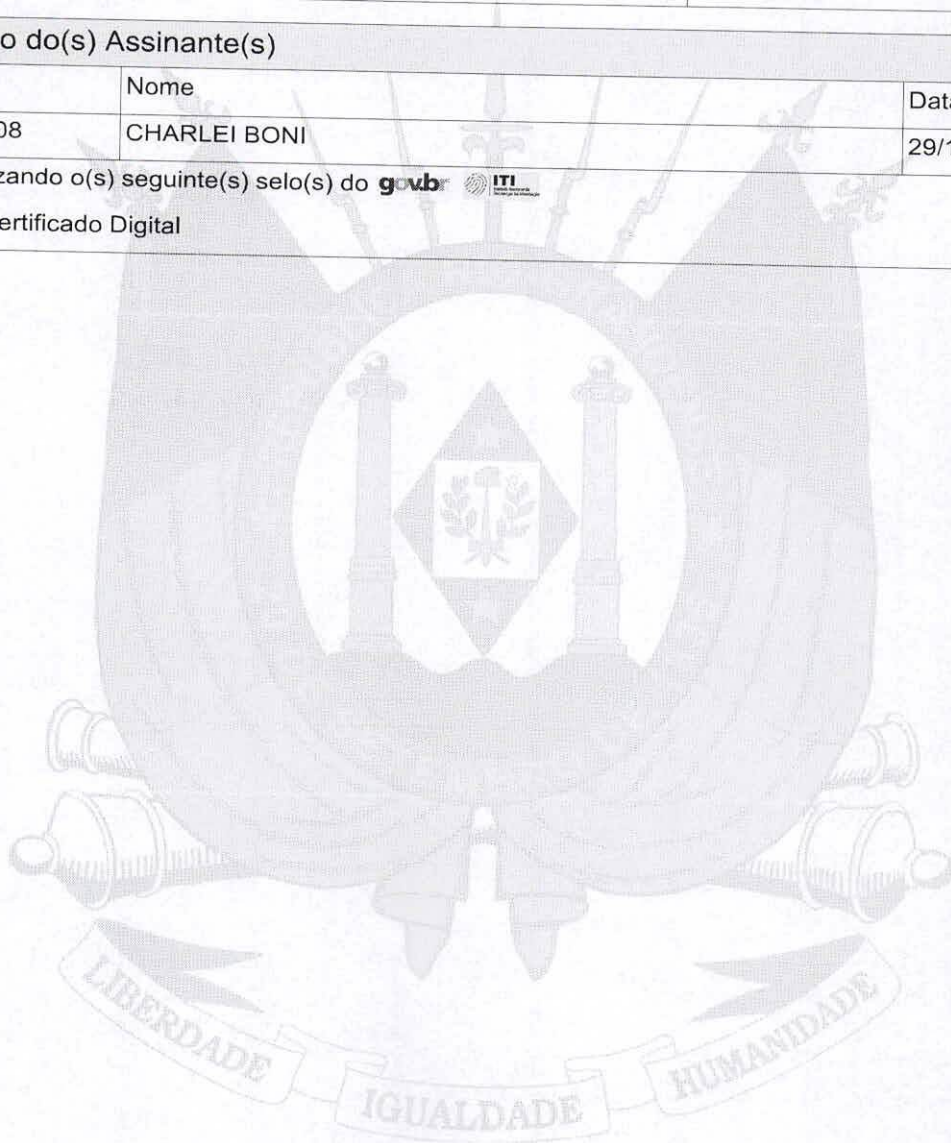 o do(s) Assinante(s)
Nome
Data
08
CHARLEI BONI
29/1
zando o(s) seguinte(s) selo(s) do gov.br ITI
ertificado Digital
LIBERDADE
IGUALDADE
HUMANIDADE